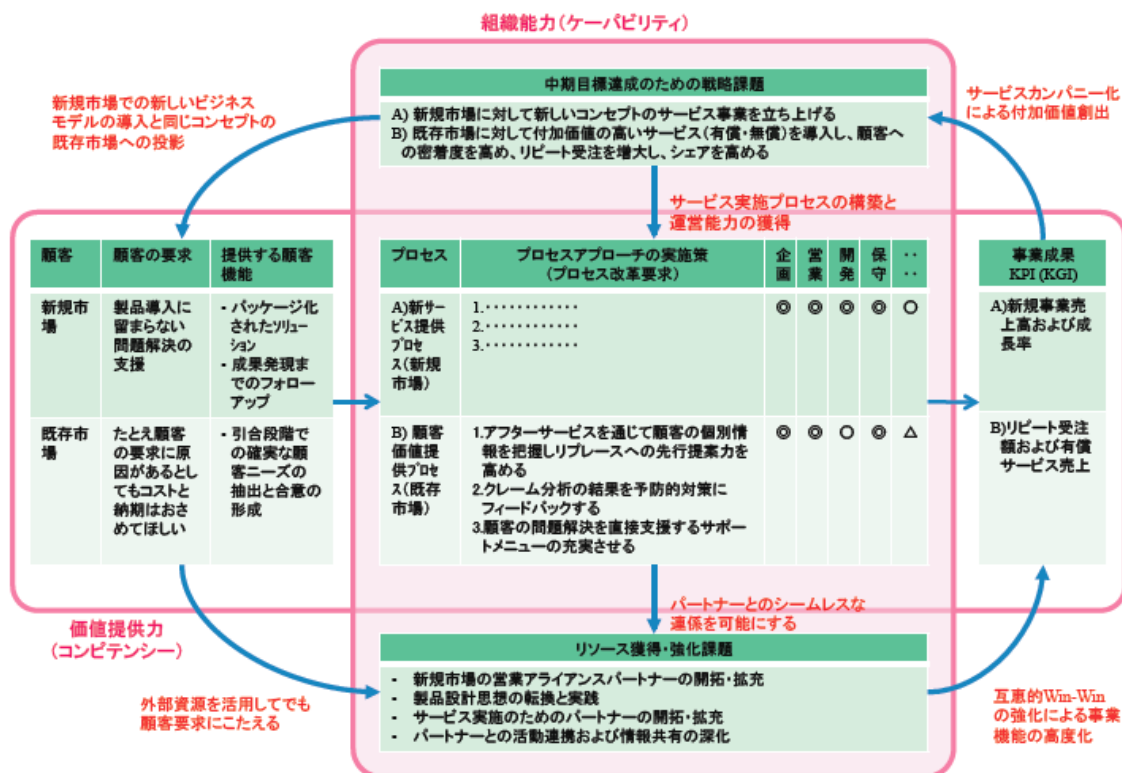 組織能力(ケーパビリティ)
中期目標達成のための戦略課題
A) 新規市場に対して新しいコンセプトのサービス事業を立ち上げる
B) 既存市場に対して付加価値の高いサービス(有償・無償)を導入し、顧客へ
の密着度を高め、リピート受注を増大し、シェアを高める
新規市場での新しいビジネス
モデルの導入と同じコンセプトの
既存市場への投影
サービスカンパニー化
による付加価値創出
サービス実施プロセスの構築と
運営能力の獲得
顧客
顧客の要求
提供する顧客
機能
新規市
場
製品導入に
留まらない
問題解決の
支援
・パッケージ化
されたソリュー
ション
・成果発現ま
でのフォロー
アップ
既存市
場
たとえ顧客
の要求に原
因があるとし
てもコストと
納期はおさ
めてほしい
・引合段階で
の確実な顧
客ニーズの
抽出と合意の
形成
プロセス
プロセスアプローチの実施策
(プロセス改革要求)
企画
営業
開発
保守
‥‥
A)新サー
ビス提供
プロセ
ス(新規
市場)
1.・・・・・・・・・・・・
2.・・・・・・・・・・・・
3.・・・・・・・・・・・・
◎ ◎ ◎ ◎ ○
B) 顧客
価値提
供プロセ
ス(既存
市場)
1.アフターサービスを通じて顧客の個別情
報を把握しリプレースへの先行提案力を
高める
2.クレーム分析の結果を予防的対策に
フィードバックする
3.顧客の問題解決を直接支援するサポー
トメニューの充実させる
◎ ◎ ○ ◎ △
事業成果
KPI (KGI)
A)新規事業売
上高および成
長率
B)リピート受注
額および有償
サービス売上
価値提供力
(コンピテンシー)
パートナーとのシームレスな
連係を可能にする
リソース獲得・強化課題
・ 新規市場の営業アライアンスパートナーの開拓・拡充
・ 製品設計思想の転換と実践
・ サービス実施のためのパートナーの開拓・拡充
・ パートナーとの活動連携および情報共有の深化
外部資源を活用してでも
顧客要求にこたえる
互恵的Win-Win
の強化による事業
機能の高度化